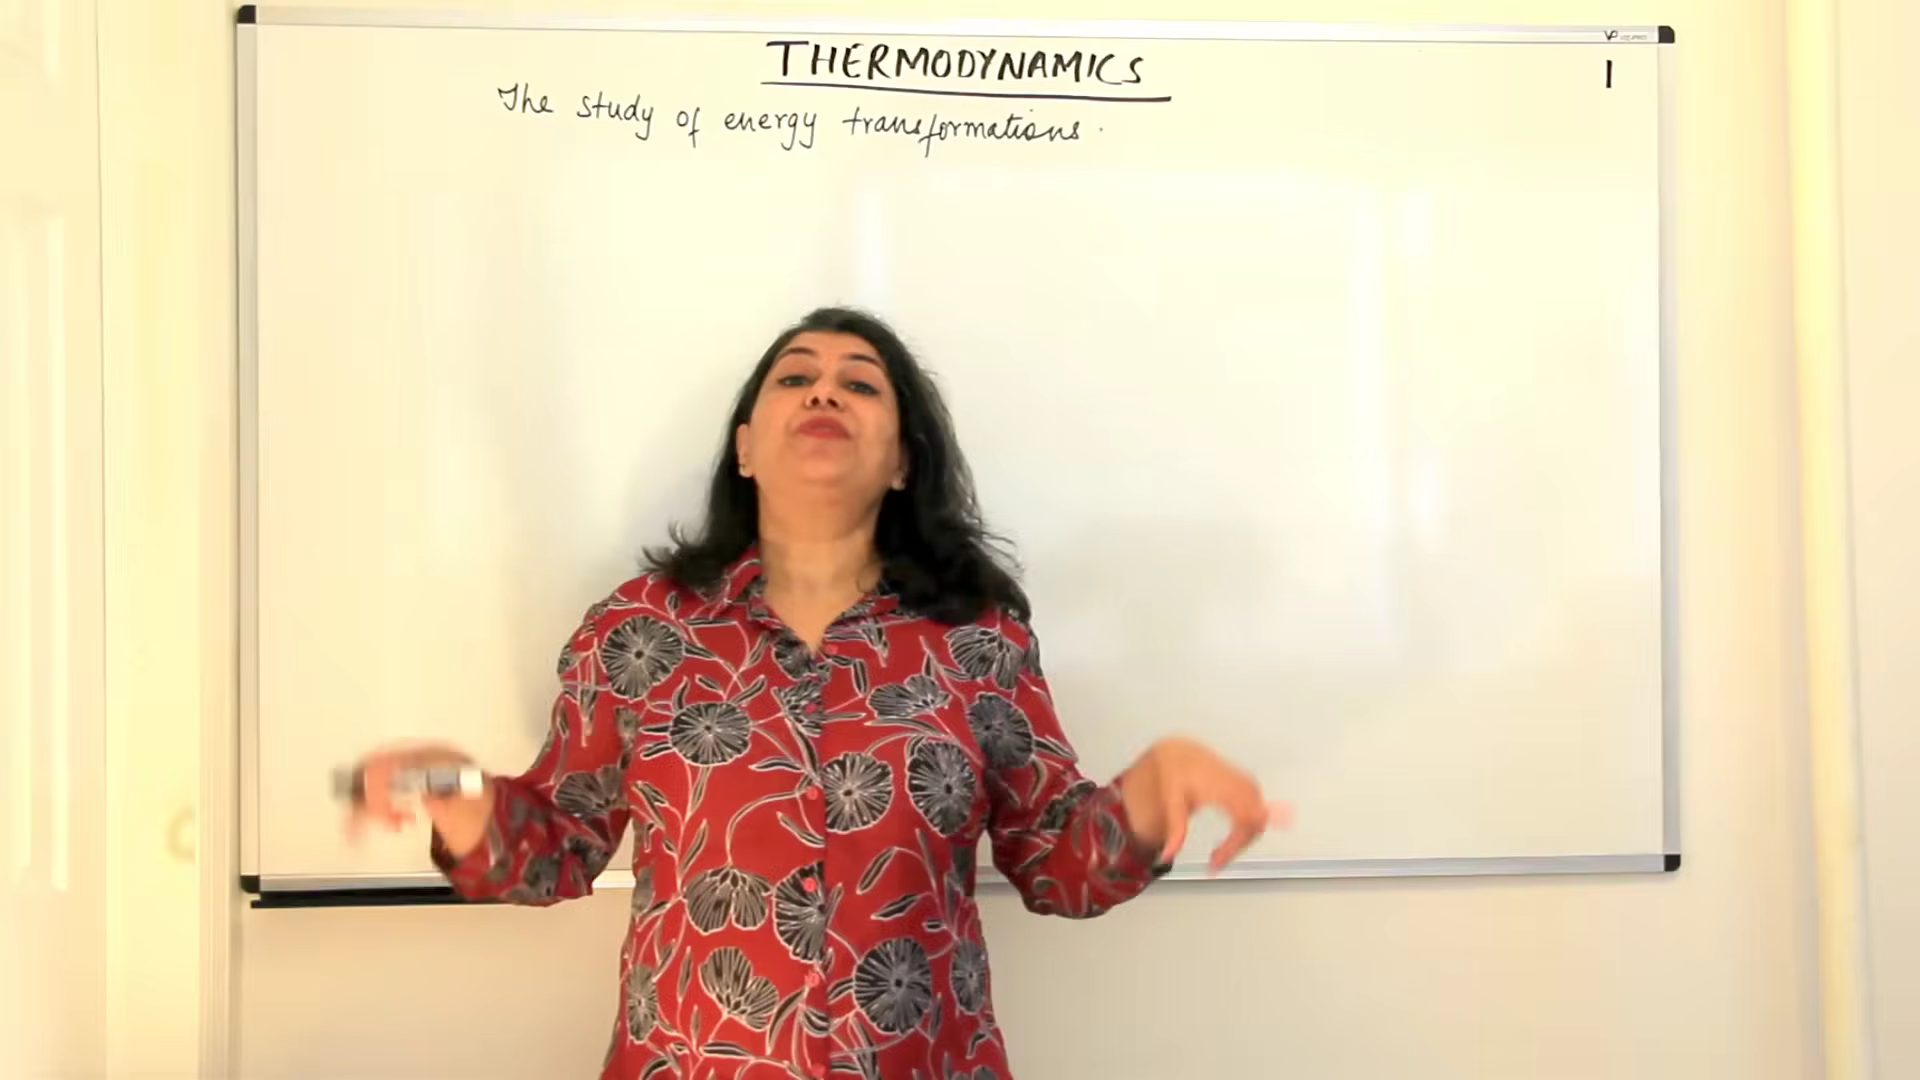 THERMODYNAMICS
1
The study of energy transformations.